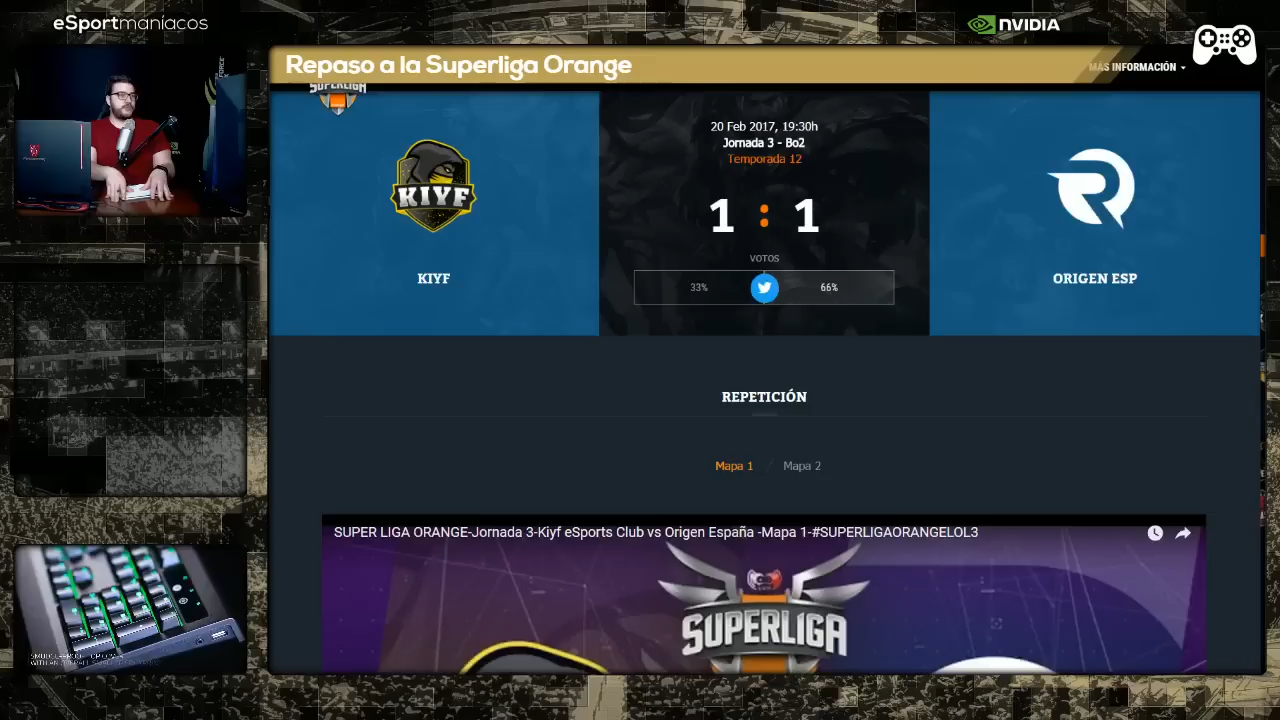 eSportmaníacos
NVIDIA
Repaso a la Superliga Orange
MÁS INFORMACIÓN
SUPERLIGA
20 Feb 2017, 19:30h
Jornada 3 - Bo2
Temporada 12
1 : 1
VOTOS
33%
66%
KIYF
KIYF
R
ORIGEN ESP
REPETICIÓN
Mapa 1 / Mapa 2
SUPER LIGA ORANGE-Jornada 3-Kiyf eSports Club vs Origen España -Mapa 1-#SUPERLIGAORANGELOL3
SUPERLIGA